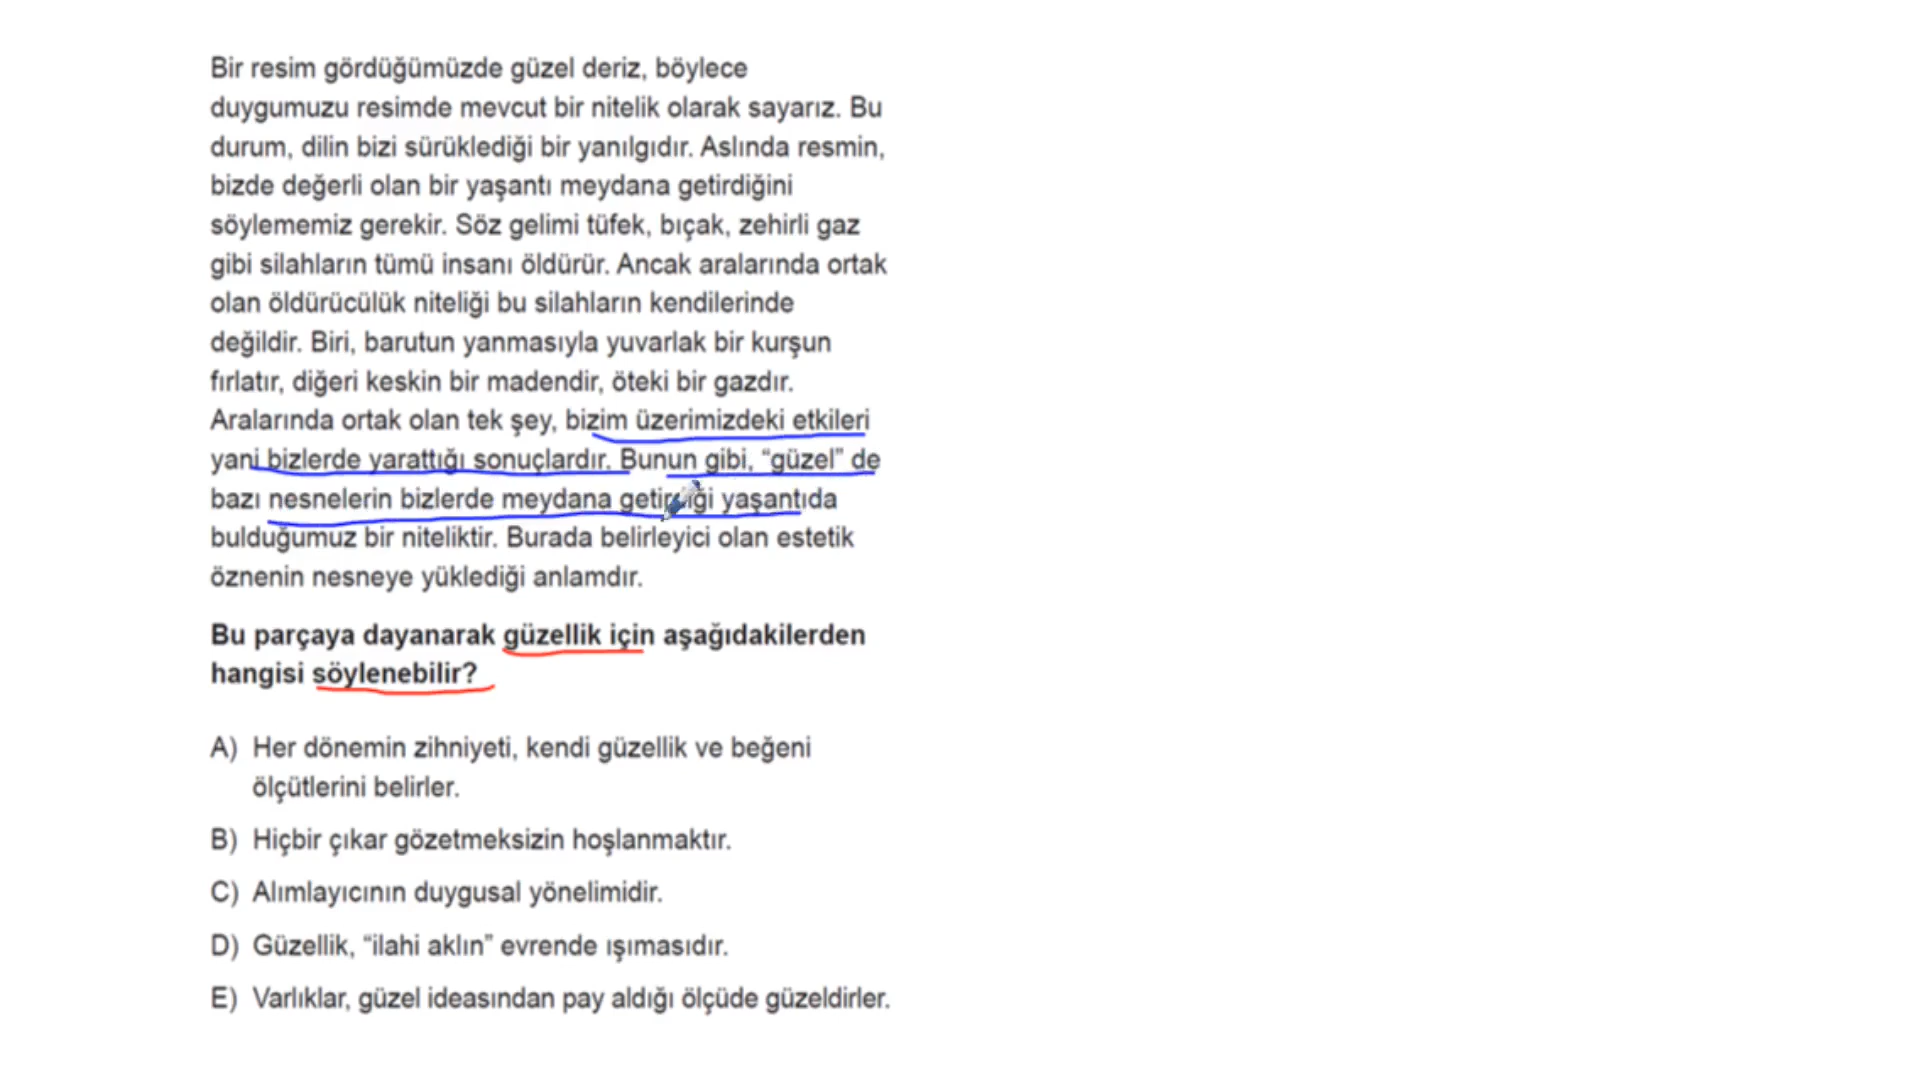 Bir resim gördüğümüzde güzel deriz, böylece
duygumuzu resimde mevcut bir nitelik olarak sayarız. Bu
durum, dilin bizi sürüklediği bir yanılgıdır. Aslında resmin,
bizde değerli olan bir yaşantı meydana getirdiğini
söylememiz gerekir. Söz gelimi tüfek, bıçak, zehirli gaz
gibi silahların tümü insanı öldürür. Ancak aralarında ortak
olan öldürücülük niteliği bu silahların kendilerinde
değildir. Biri, barutun yanmasıyla yuvarlak bir kurşun
fırlatır, diğeri keskin bir madendir, öteki bir gazdır.
Aralarında ortak olan tek şey, bizim üzerimizdeki etkileri
yani bizlerde yarattığı sonuçlardır. Bunun gibi, “güzel” de
bazı nesnelerin bizlerde meydana getirdiği yaşantıda
bulduğumuz bir niteliktir. Burada belirleyici olan estetik
öznenin nesneye yüklediği anlamdır.
Bu parçaya dayanarak güzellik için aşağıdakilerden
hangisi söylenebilir?
A) Her dönemin zihniyeti, kendi güzellik ve beğeni
ölçütlerini belirler.
B) Hiçbir çıkar gözetmeksizin hoşlanmaktır.
C) Alımlayıcının duygusal yönelimidir.
D) Güzellik, “ilahi aklın” evrende ışımasıdır.
E) Varlıklar, güzel ideasından pay aldığı ölçüde güzeldirler.